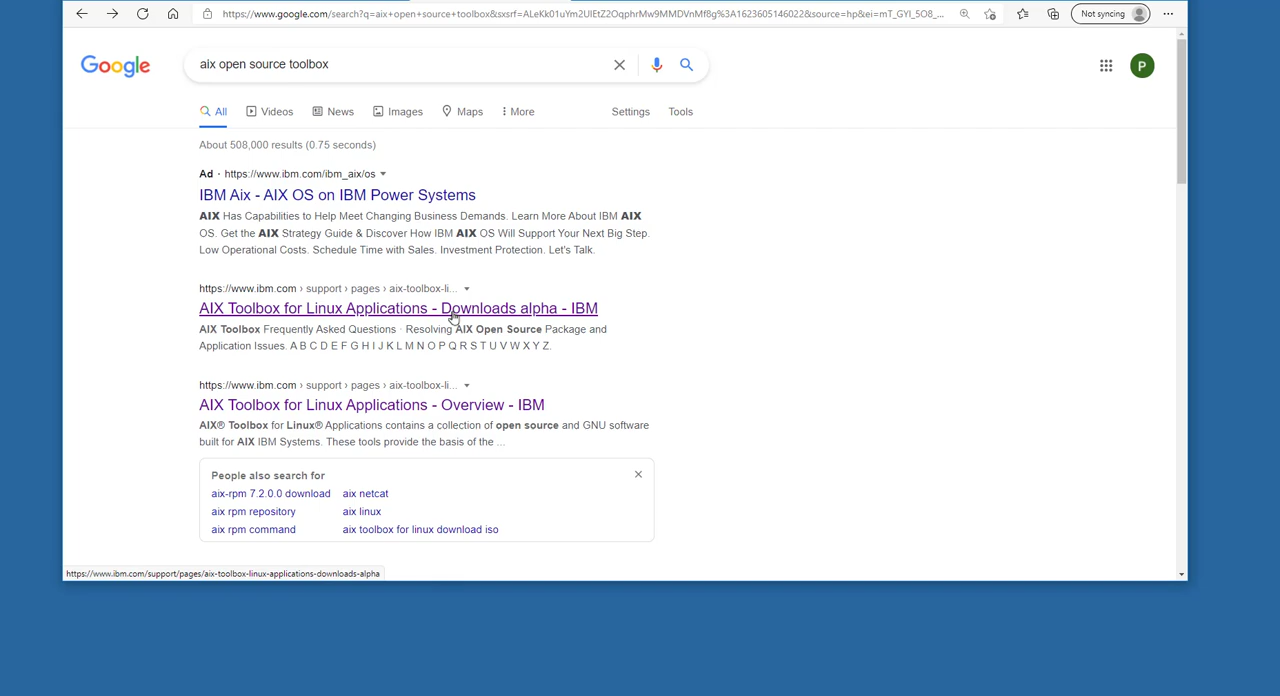 https://www.google.com/search?q=aix+open+source+toolbox&sxsrf=ALeKk01uYm2UIEtZ2OqphrMw9MMDVnMf8g%3A1623605146022&source=hp&ei=mT_GYI_5O8_...
Not syncing
Google
aix open source toolbox
P
All Videos News Images Maps More Settings Tools
About 508,000 results (0.75 seconds)
Ad · https://www.ibm.com/ibm_aix/os
IBM Aix - AIX OS on IBM Power Systems
AIX Has Capabilities to Help Meet Changing Business Demands. Learn More About IBM AIX
OS. Get the AIX Strategy Guide & Discover How IBM AIX OS Will Support Your Next Big Step.
Low Operational Costs. Schedule Time with Sales. Investment Protection. Let's Talk.
https://www.ibm.com › support › pages › aix-toolbox-li...
AIX Toolbox for Linux Applications - Downloads alpha - IBM
AIX Toolbox Frequently Asked Questions · Resolving AIX Open Source Package and
Application Issues. A B C D E F G H I J K L M N O P Q R S T U V W X Y Z.
https://www.ibm.com › support › pages › aix-toolbox-li...
AIX Toolbox for Linux Applications - Overview - IBM
AIX® Toolbox for Linux® Applications contains a collection of open source and GNU software
built for AIX IBM Systems. These tools provide the basis of the ...
People also search for
aix-rpm 7.2.0.0 download aix netcat
aix rpm repository aix linux
aix rpm command aix toolbox for linux download iso
https://www.ibm.com/support/pages/aix-toolbox-linux-applications-downloads-alpha